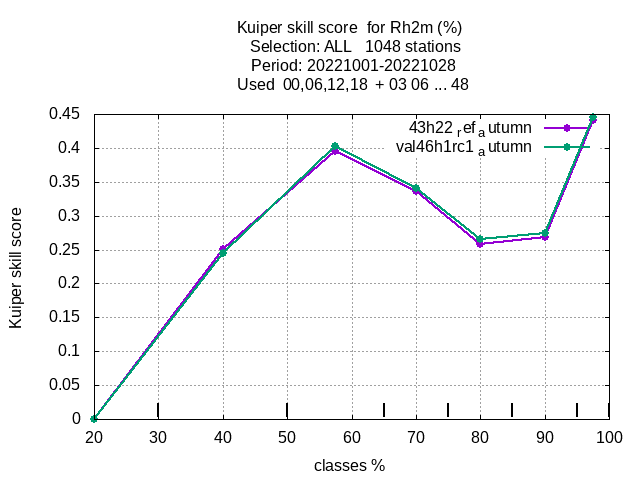 Kuiper skill score for Rh2m (%)
Selection: ALL 1048 stations
Period: 20221001-20221028
Used 00,06,12,18 + 03 06 ... 48
43h22 ref autumn
val46h1rc1 autumn
Kuiper skill score
0.45
0.4
0.35
0.3
0.25
0.2
0.15
0.1
0.05
0
20 30 40 50 60 70 80 90 100
classes %